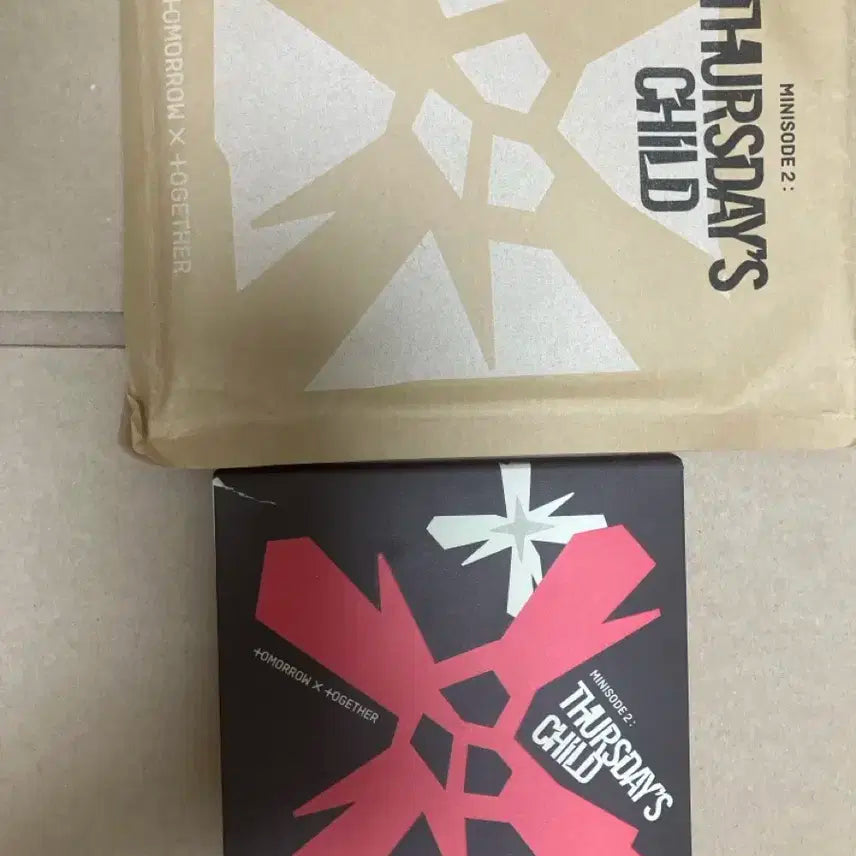 MINISODE 2:
THURSDAY'S
CHILD
TOMORROW X TOGETHER
TOMORROW X TOGETHER
MINISODE 2:
THURSDAY'S
CHILD